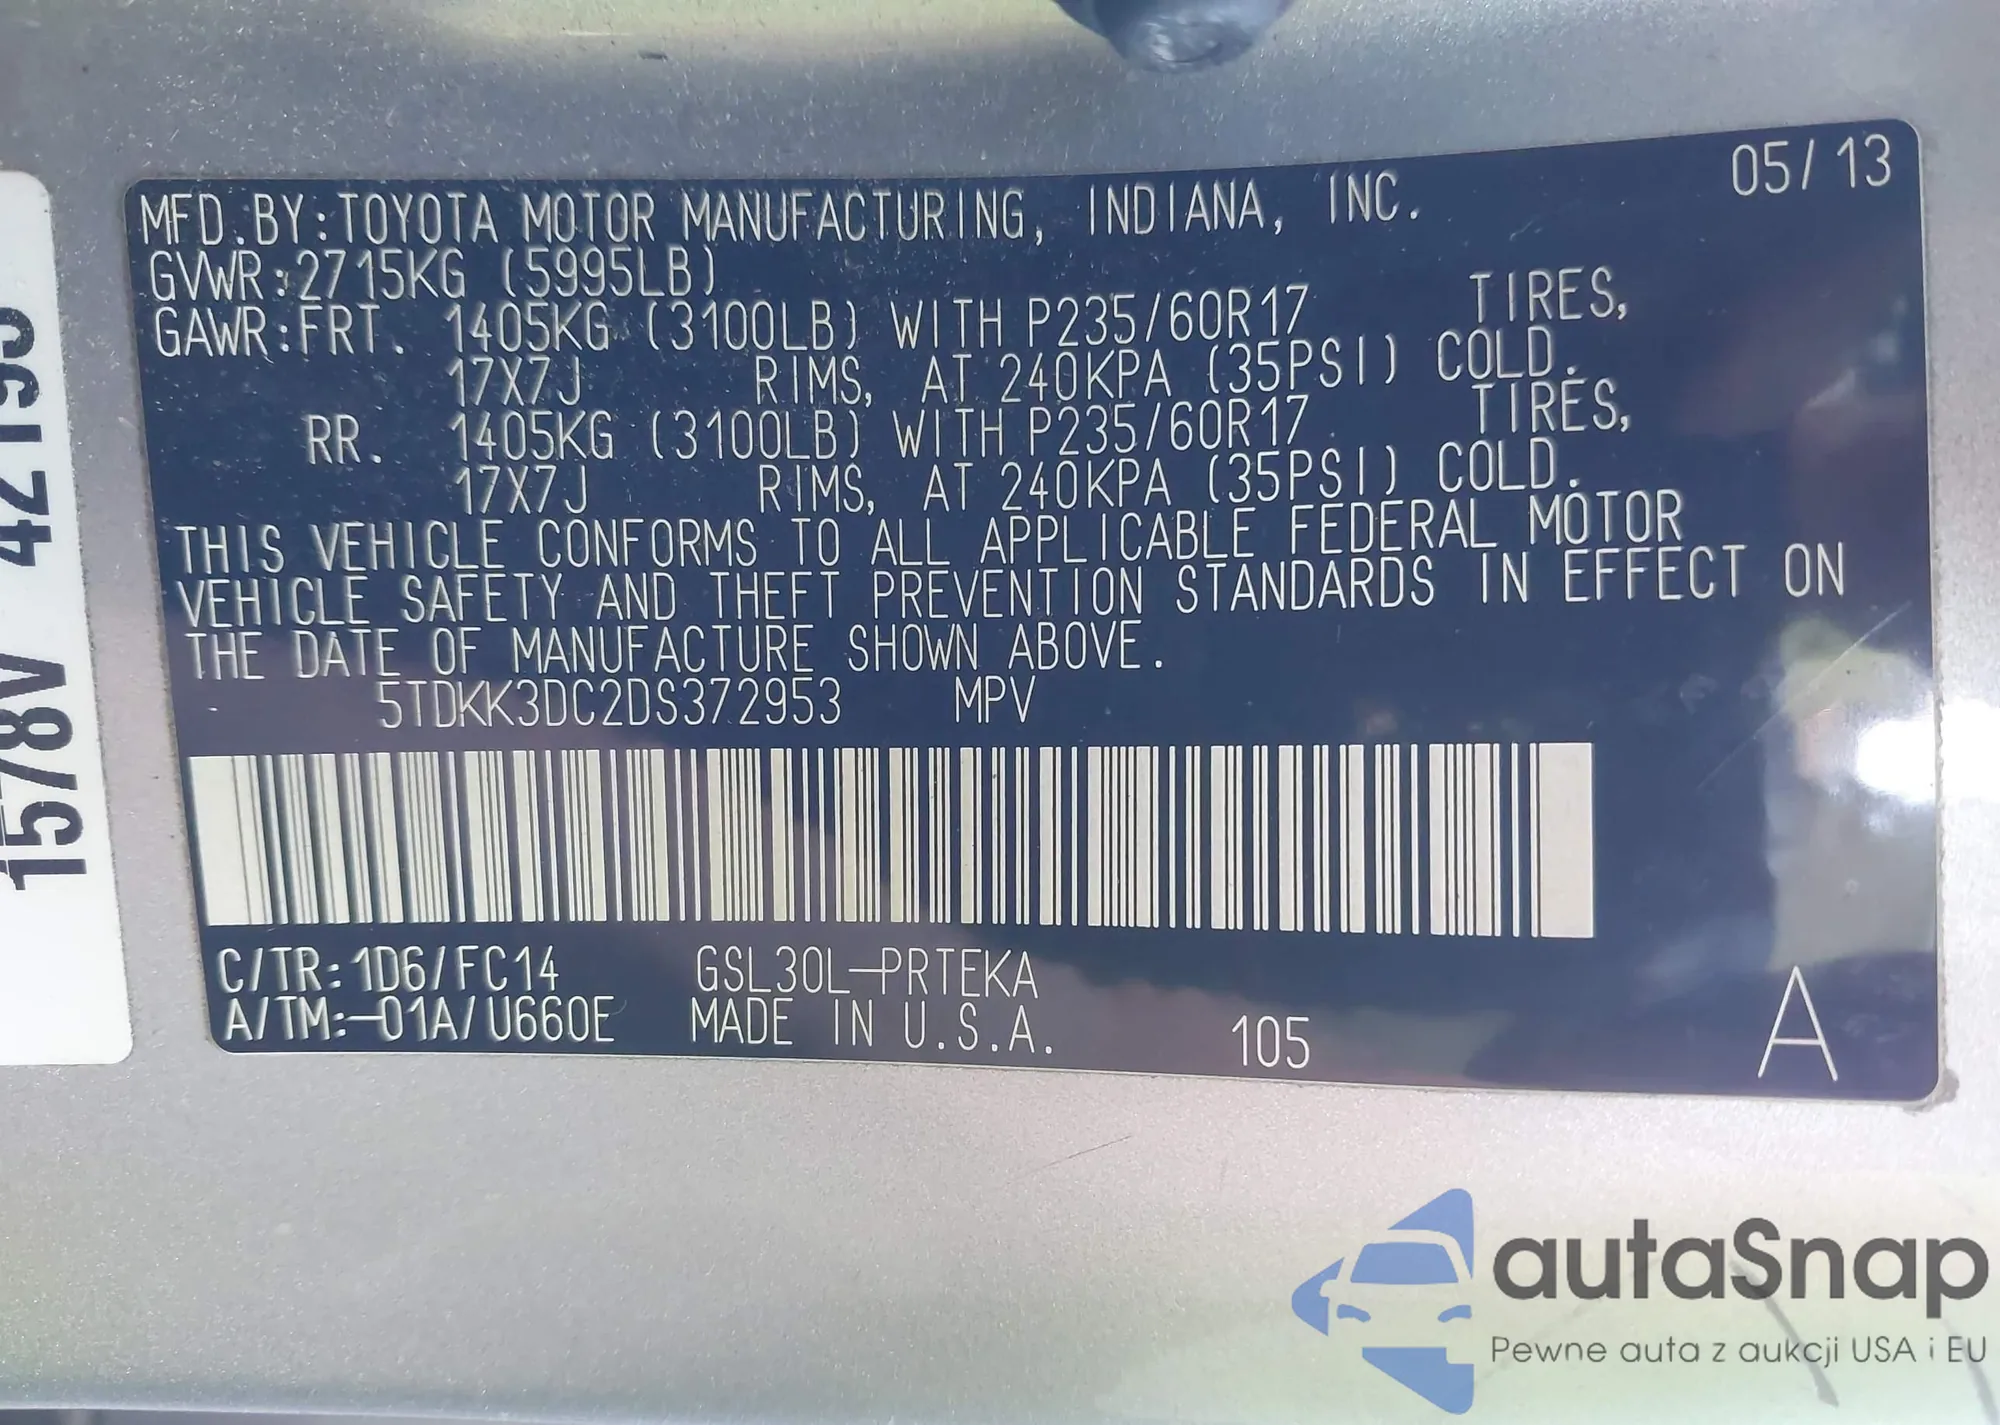 05/13
MFD.BY:TOYOTA MOTOR MANUFACTURING, INDIANA, INC.
GVWR:2715KG (5995LB)
GAWR:FRT. 1405KG (3100LB) WITH P235/60R17 TIRES,
17X7J RIMS, AT 240KPA (35PSI) COLD.
RR. 1405KG (3100LB) WITH P235/60R17 TIRES,
17X7J RIMS, AT 240KPA (35PSI) COLD.
THIS VEHICLE CONFORMS TO ALL APPLICABLE FEDERAL MOTOR
VEHICLE SAFETY AND THEFT PREVENTION STANDARDS IN EFFECT ON
THE DATE OF MANUFACTURE SHOWN ABOVE.
5TDKK3DC2DS372953 MPV
C/TR:1D6/FC14 GSL30L-PRTEKA
A/TM:-01A/U660E MADE IN U.S.A. 105 A
1578V
autaSnap
Pewne auta z aukcji USA i EU